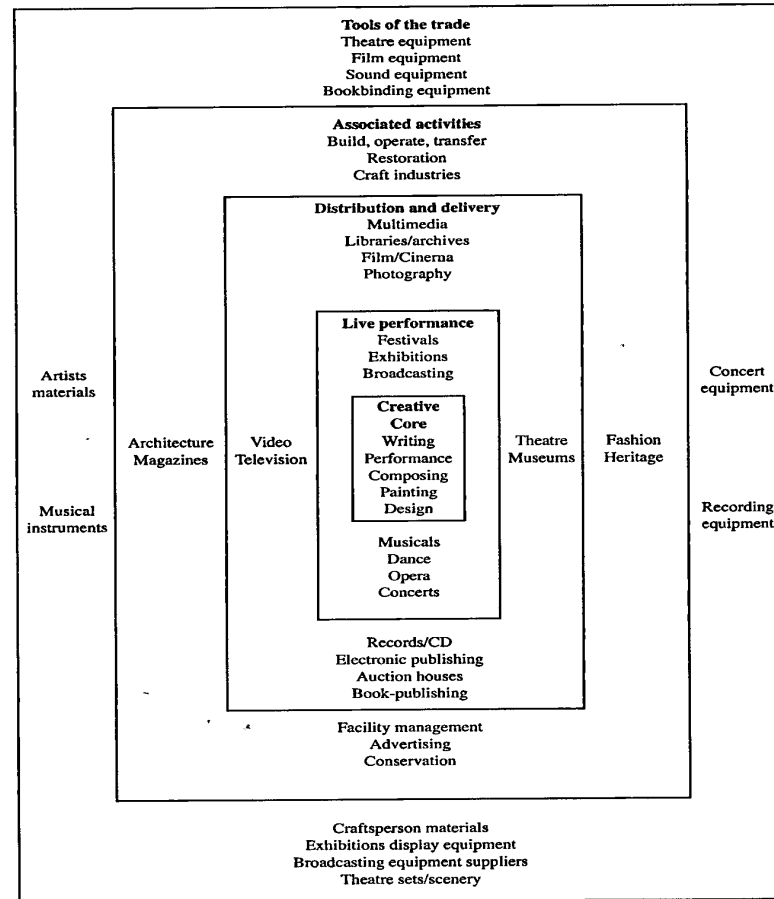 Tools of the trade
Theatre equipment
Film equipment
Sound equipment
Bookbinding equipment
Associated activities
Build, operate, transfer
Restoration
Craft industries
Distribution and delivery
Multimedia
Libraries/archives
Film/Cinema
Photography
Live performance
Festivals
Exhibitions
Broadcasting
Artists
materials
Musical
instruments
Architecture
Magazines
Video
Television
Creative
Core
Writing
Performance
Composing
Painting
Design
Theatre
Museums
Fashion
Heritage
Concert
equipment
Recording
equipment
Musicals
Dance
Opera
Concerts
Records/CD
Electronic publishing
Auction houses
Book-publishing
Facility management
Advertising
Conservation
Craftsperson materials
Exhibitions display equipment
Broadcasting equipment suppliers
Theatre sets/scenery